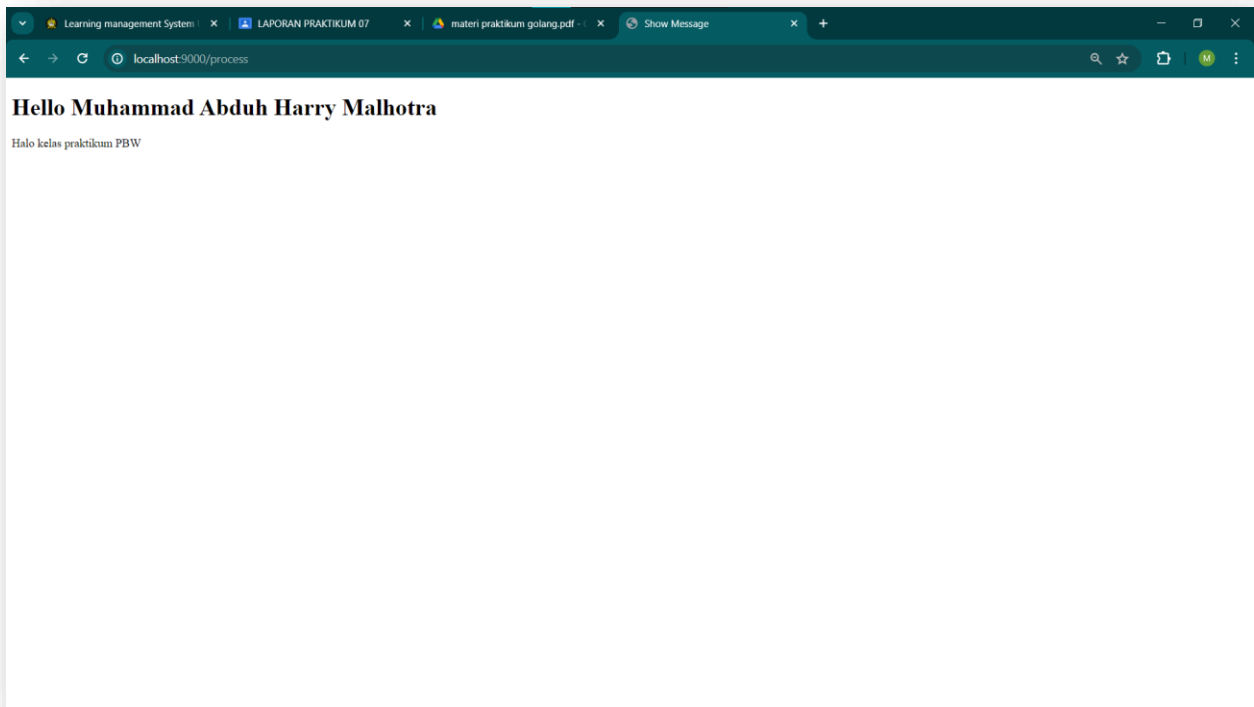 Learning management System
LAPORAN PRAKTIKUM 07
materi praktikum golang.pdf -
Show Message
localhost:9000/process
M
Hello Muhammad Abduh Harry Malhotra
Halo kelas praktikum PBW